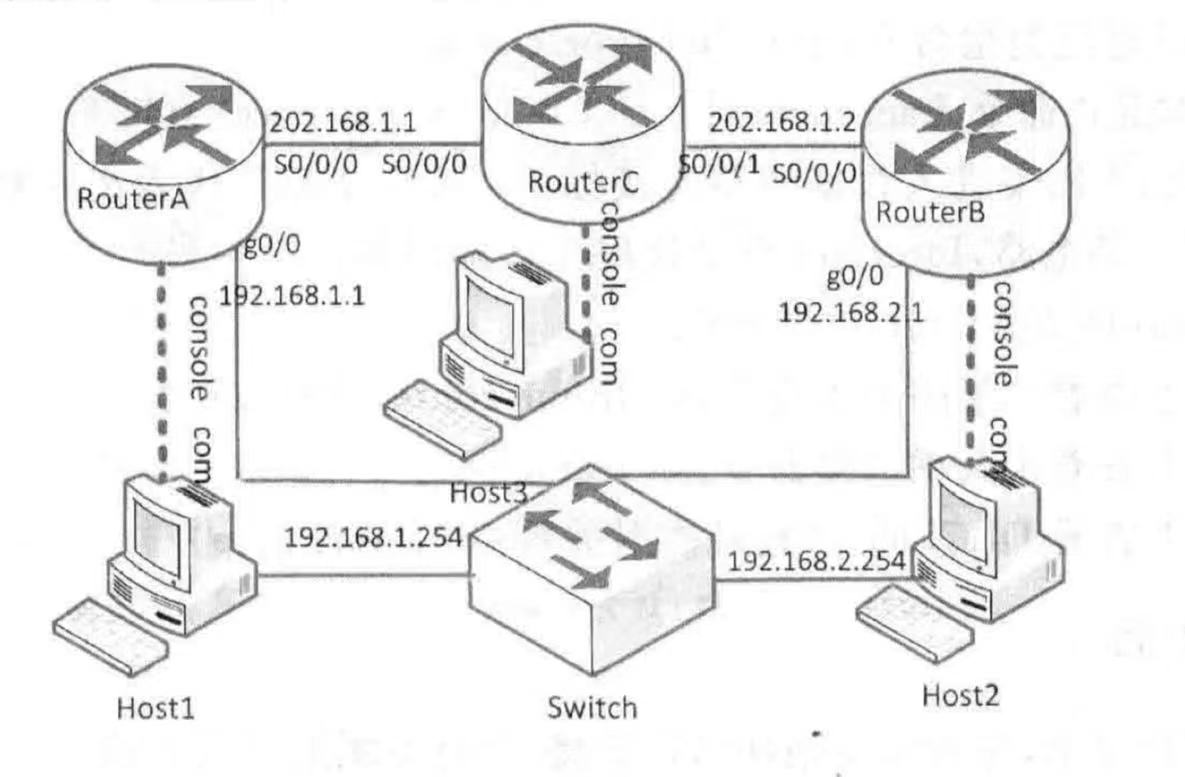 202.168.1.1
202.168.1.2
S0/0/0
S0/0/0
RouterC
S0/0/1
S0/0/0
RouterA
RouterB
console
g0/0
g0/0
192.168.1.1
192.168.2.1
console
console
com
com
com
Host3
192.168.1.254
192.168.2.254
Host1
Switch
Host2